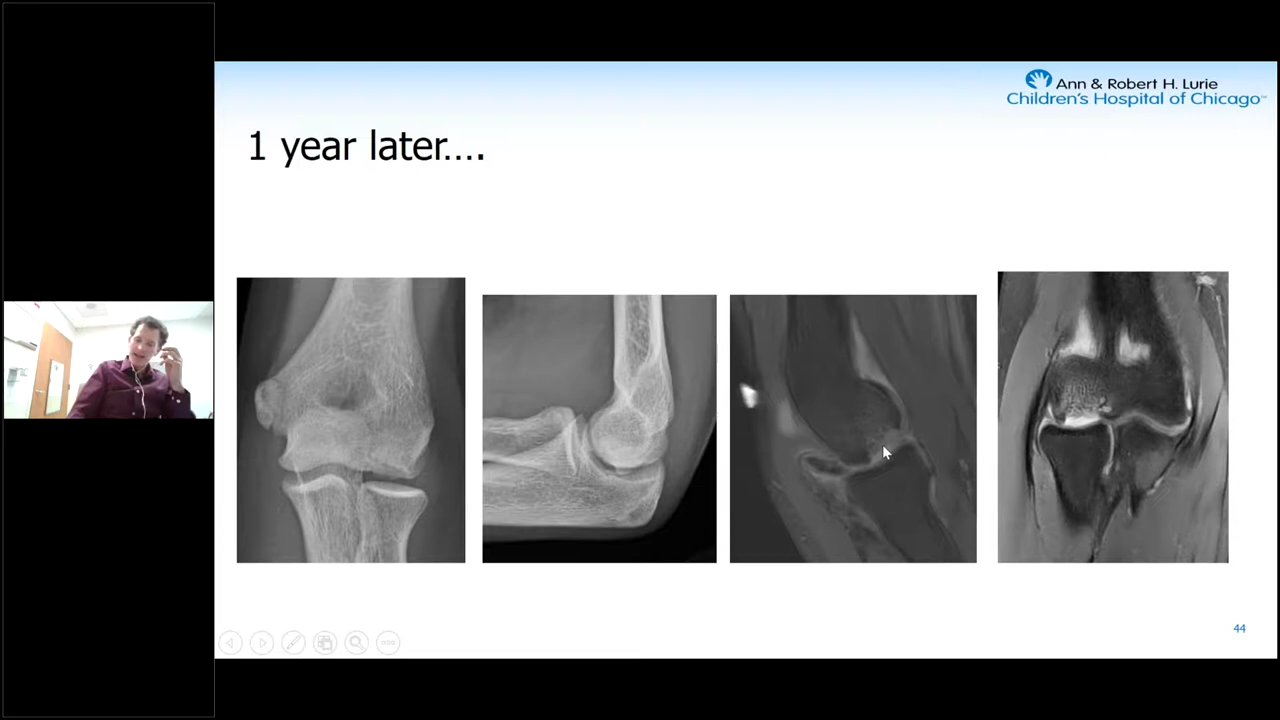 Ann & Robert H. Lurie
Children's Hospital of Chicago
1 year later....
44